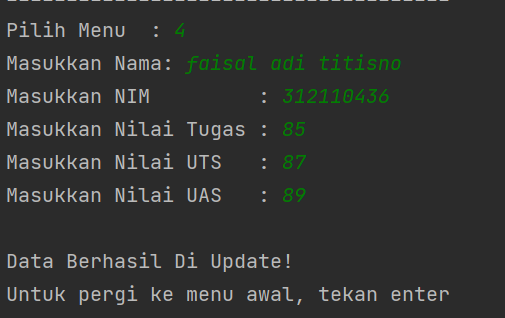 Pilih Menu  : 4
Masukkan Nama: faisal adi titisno
Masukkan NIM         : 312110436
Masukkan Nilai Tugas : 85
Masukkan Nilai UTS   : 87
Masukkan Nilai UAS   : 89
Data Berhasil Di Update!
Untuk pergi ke menu awal, tekan enter